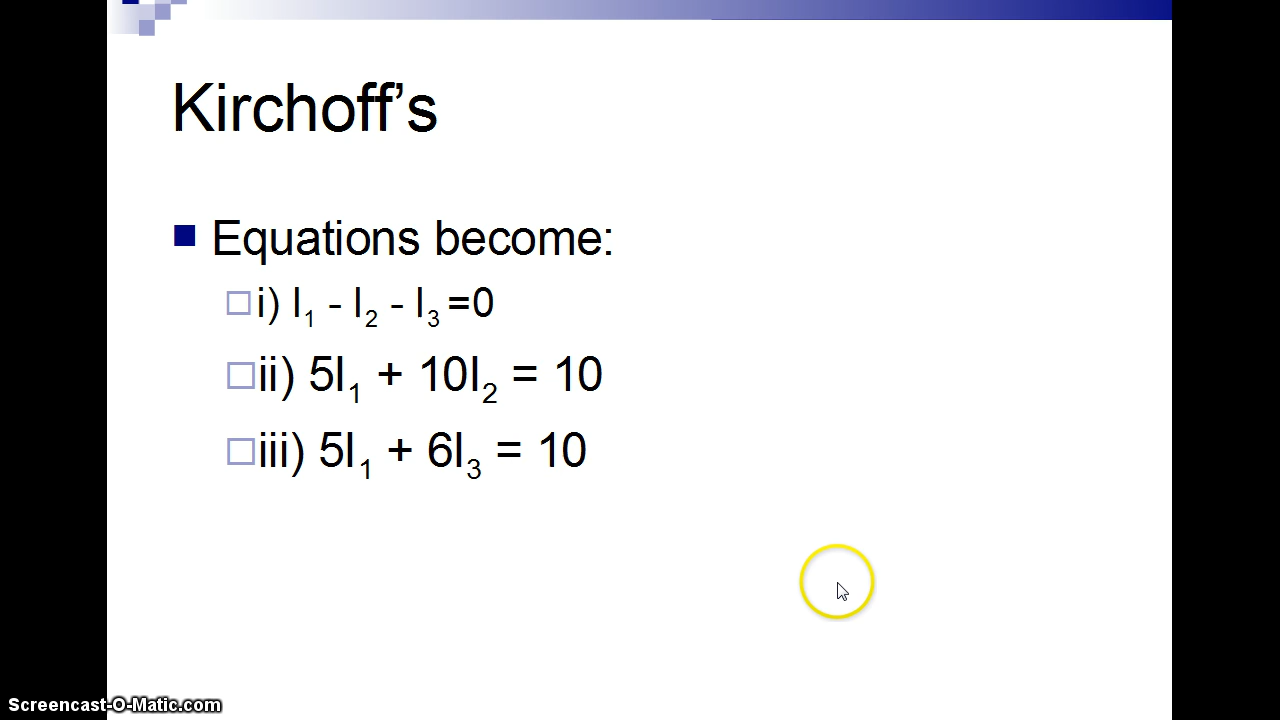 Kirchoff's
Equations become:
i) I₁ - I₂ - I₃ =0
ii) 5I₁ + 10I₂ = 10
iii) 5I₁ + 6I₃ = 10
Screencast-O-Matic.com